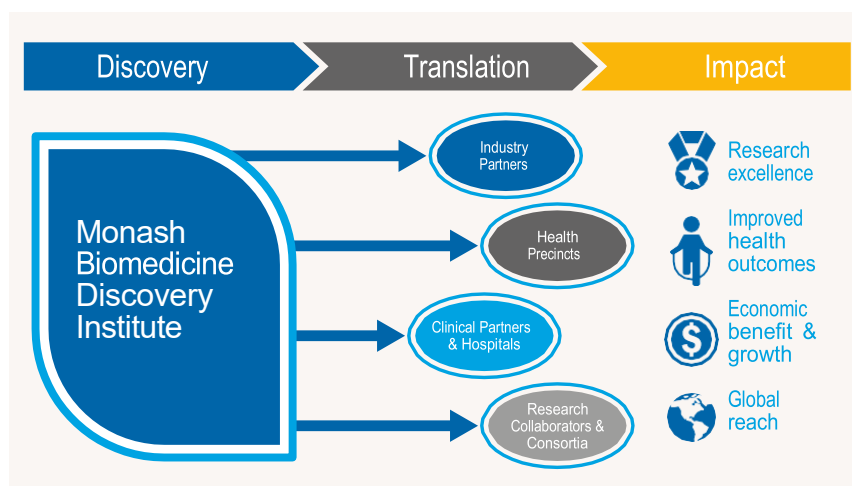 Discovery
Translation
Impact
Monash
Biomedicine
Discovery
Institute
Industry
Partners
Health
Precincts
Clinical Partners
& Hospitals
Research
Collaborators &
Consortia
Research
excellence
Improved
health
outcomes
Economic
benefit &
growth
Global
reach